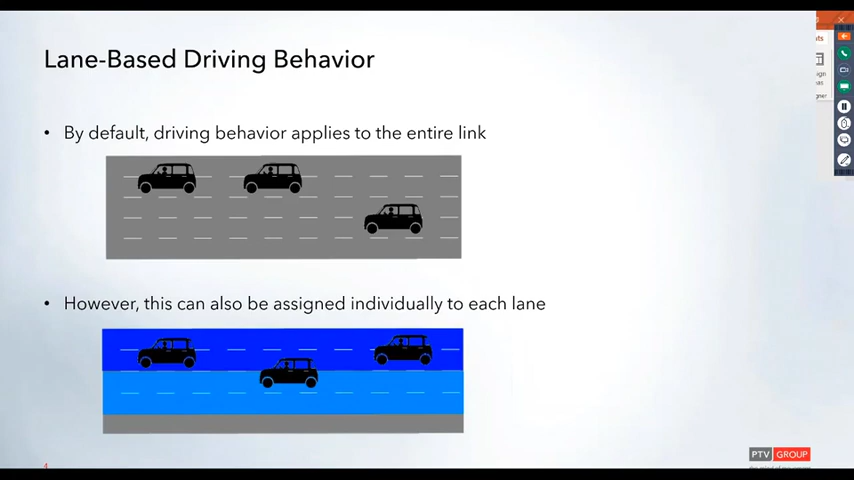 Lane-Based Driving Behavior
• By default, driving behavior applies to the entire link
• However, this can also be assigned individually to each lane
4
PTV GROUP